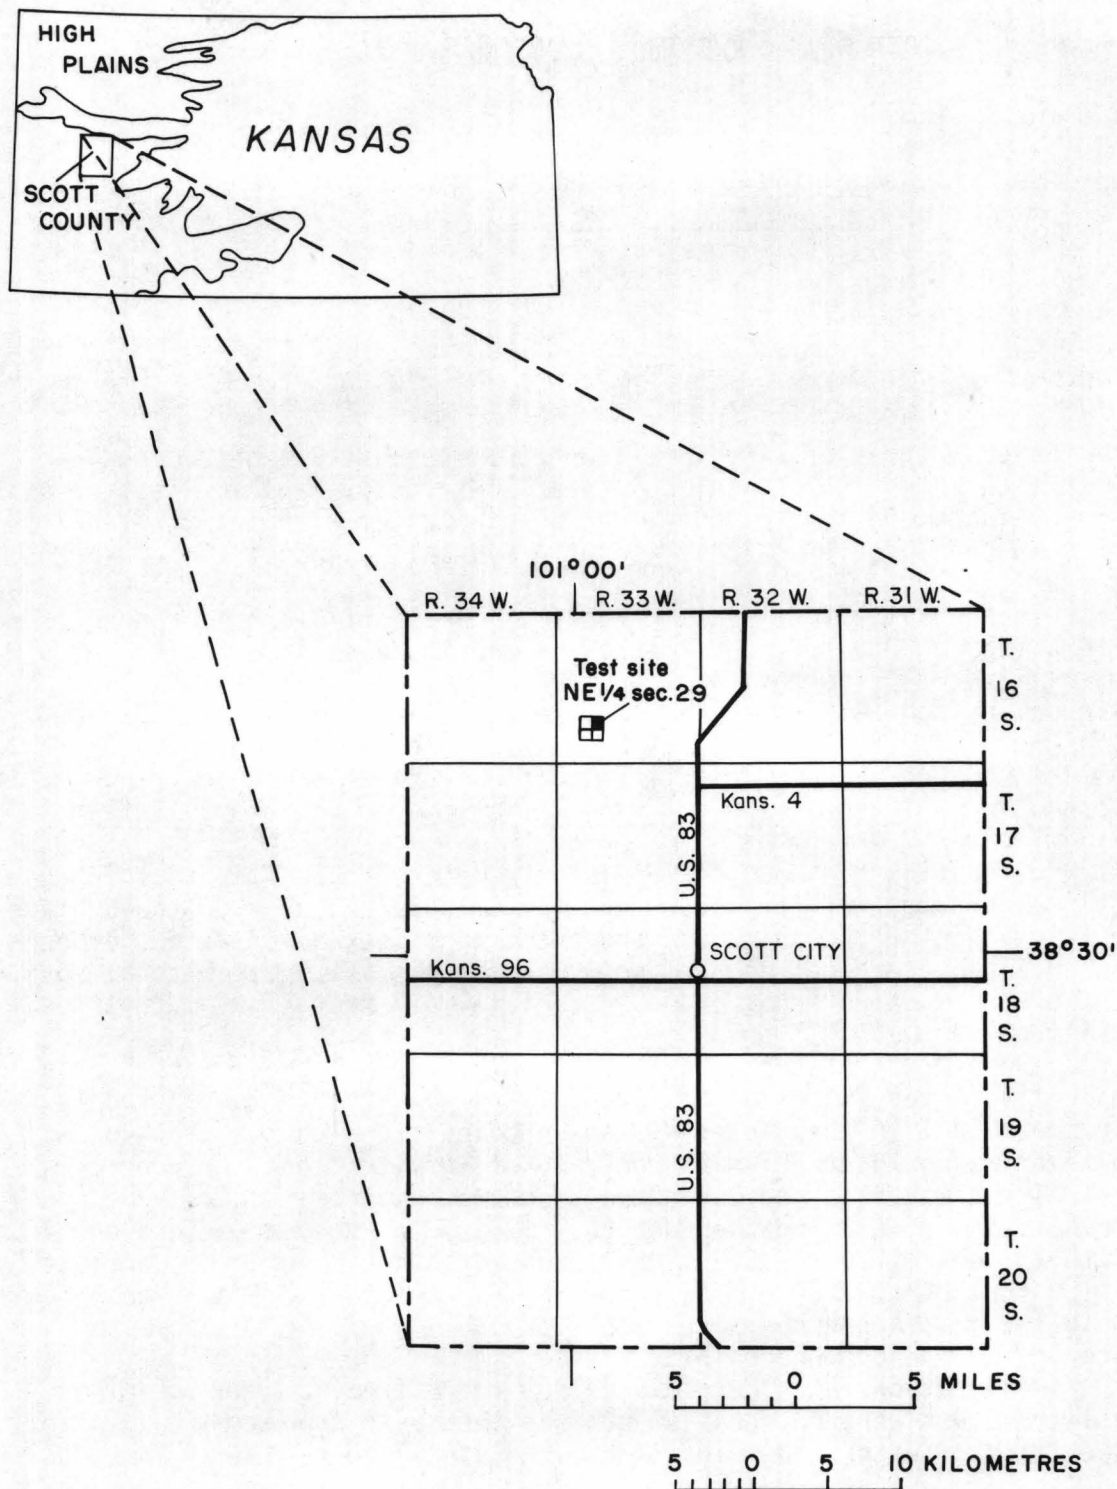 HIGH
PLAINS
KANSAS
SCOTT
COUNTY
101°00'
R. 34 W. R. 33 W. R. 32 W. R. 31 W.
Test site
NE 1/4 sec. 29
T.
16
S.
Kans. 4
T.
17
S.
U.S. 83
SCOTT CITY
38°30'
Kans. 96
T.
18
S.
U.S. 83
T.
19
S.
T.
20
S.
5 0 5 MILES
5 0 5 10 KILOMETRES